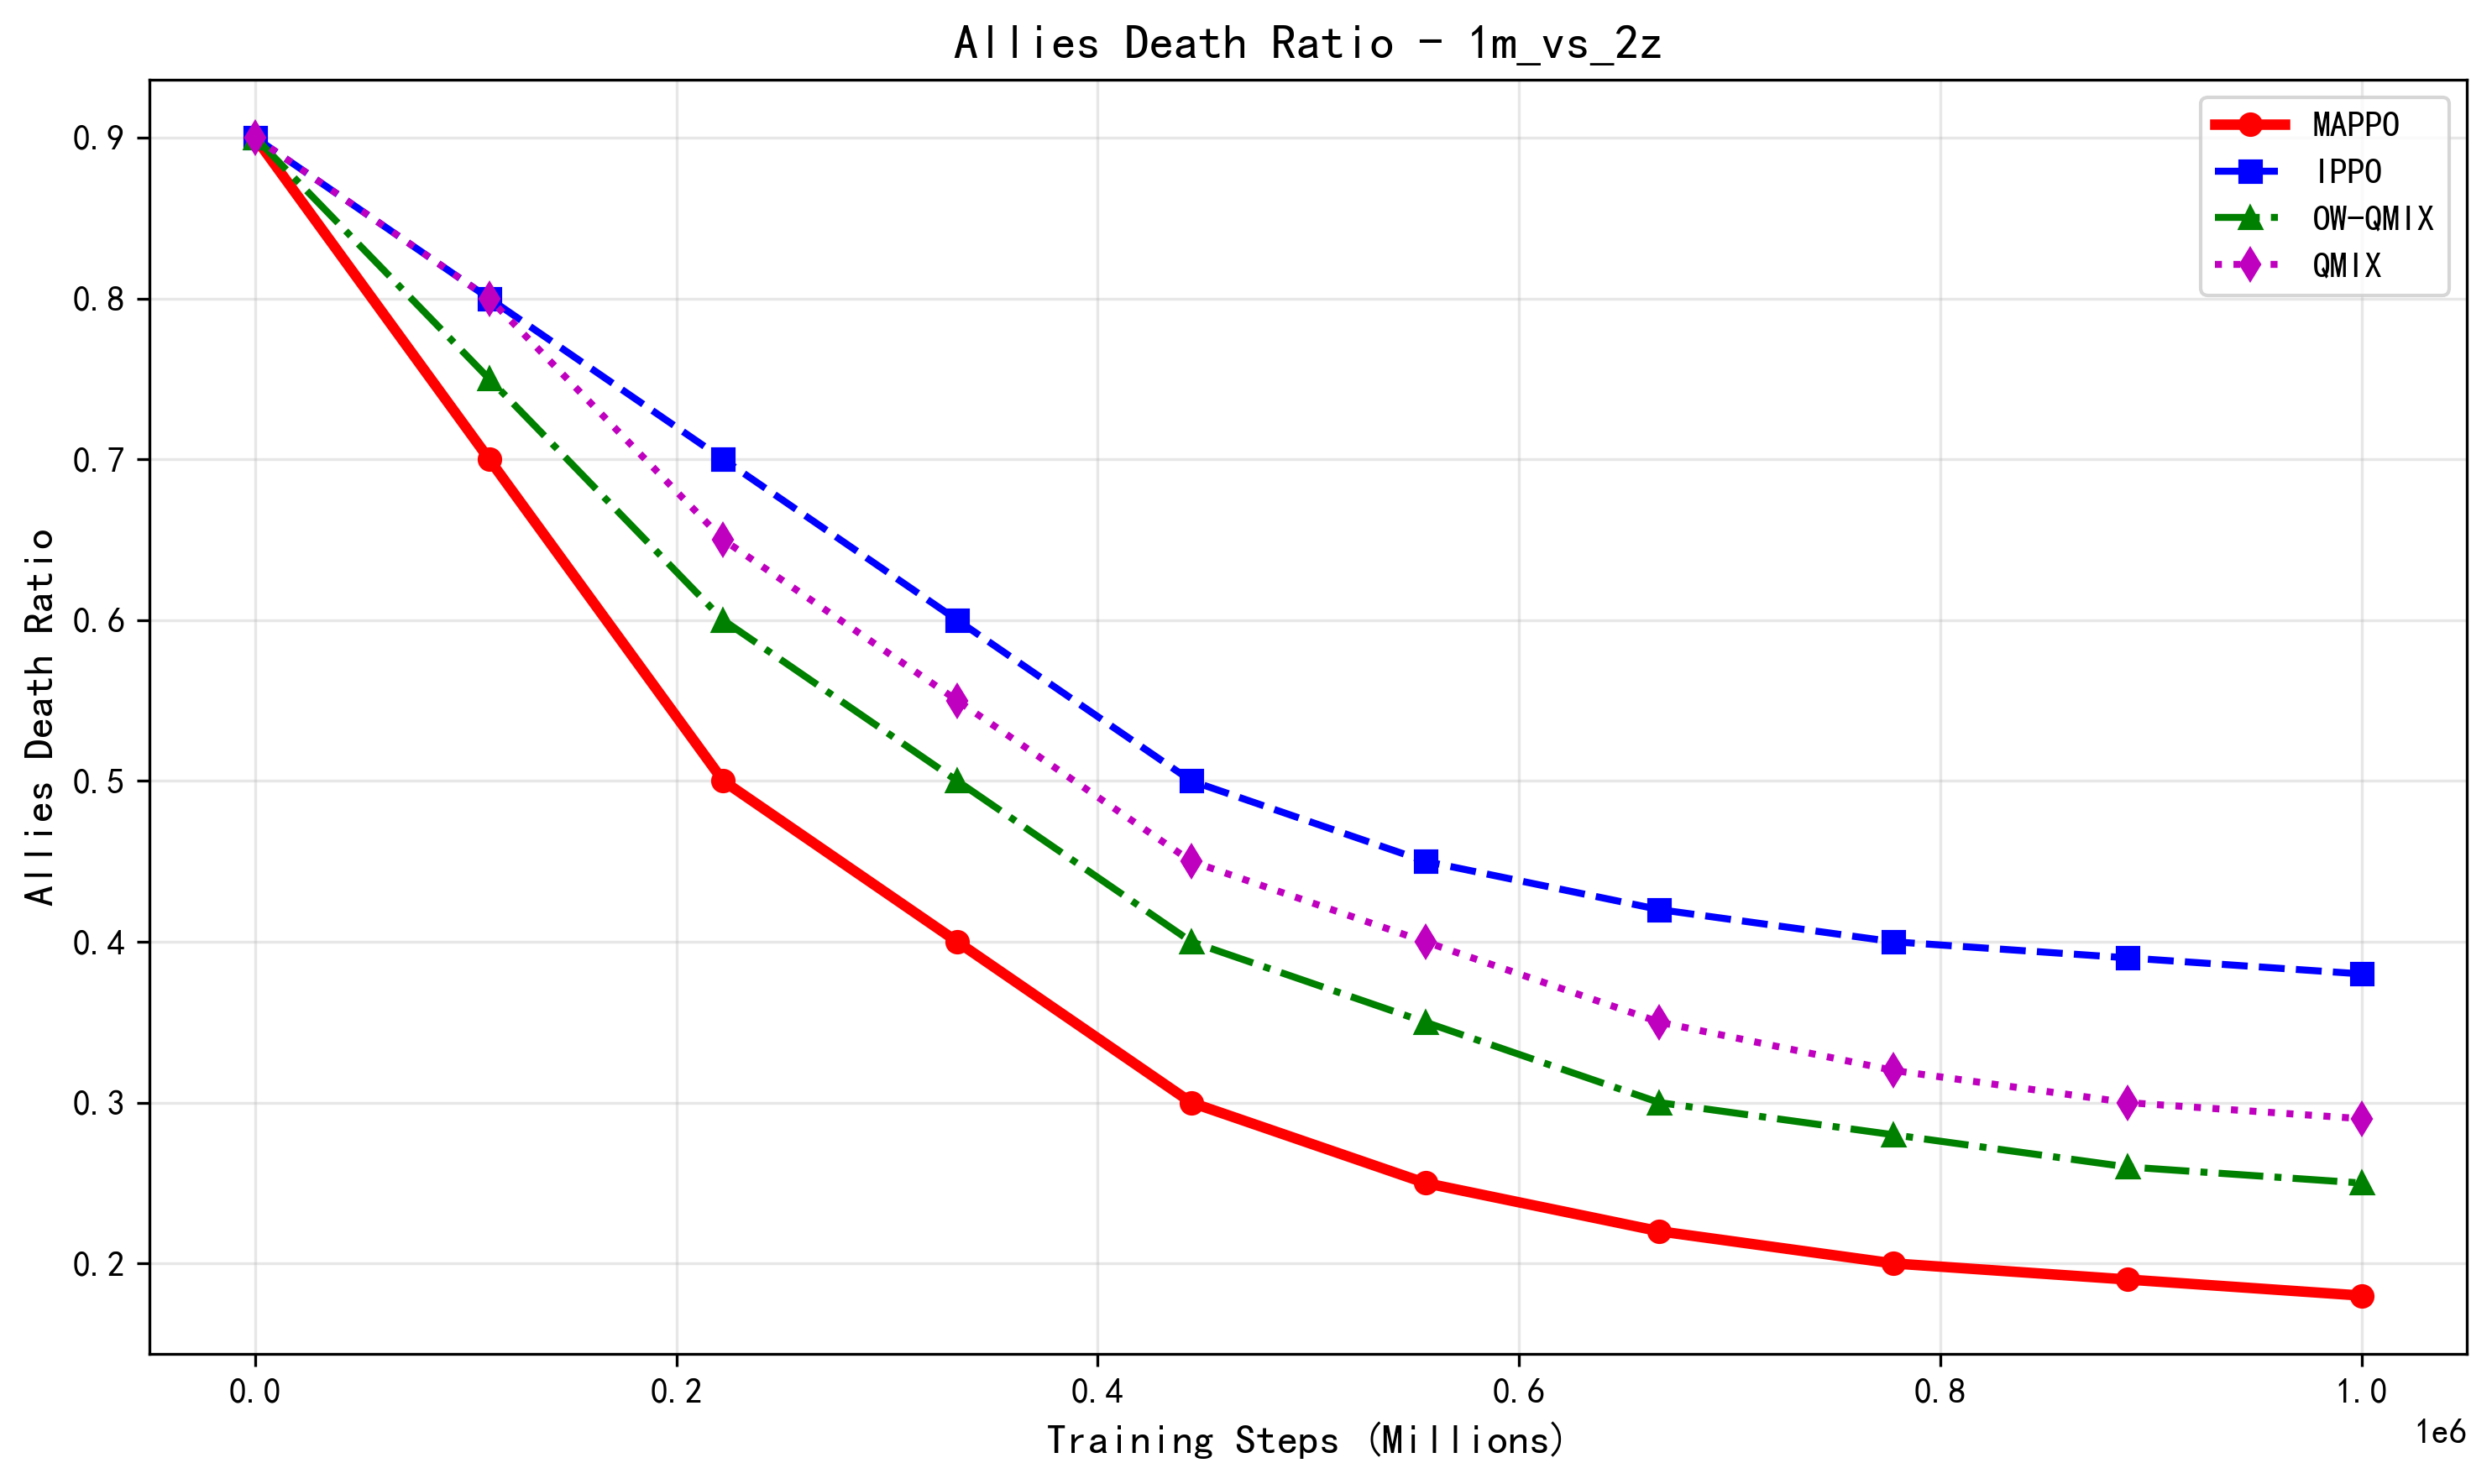 Allies Death Ratio - 1m_vs_2z
MAPPO
IPPO
OW-QMIX
QMIX
Allies Death Ratio
0.9
0.8
0.7
0.6
0.5
0.4
0.3
0.2
0.0 0.2 0.4 0.6 0.8 1.0
1e6
Training Steps (Millions)